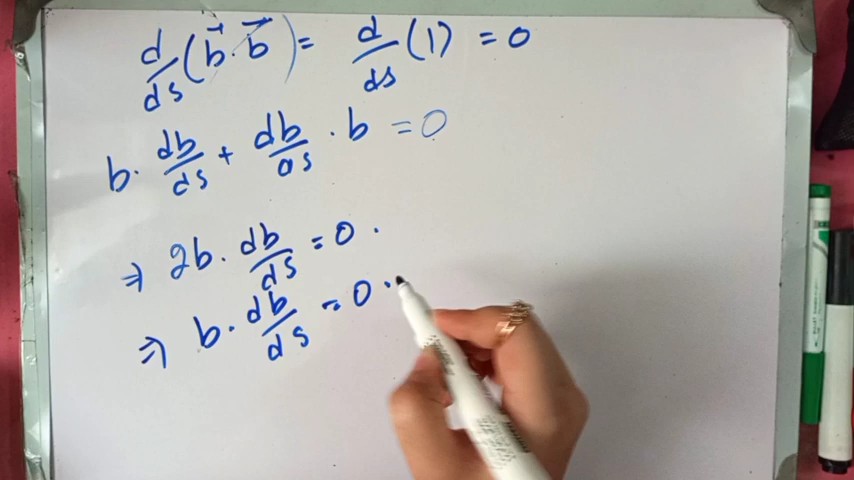 d/ds (b⃗ · b⃗) = d/ds (1) = 0
b · db/ds + db/ds · b = 0
⇒ 2b · db/ds = 0 ·
⇒ b · db/ds = 0 ·